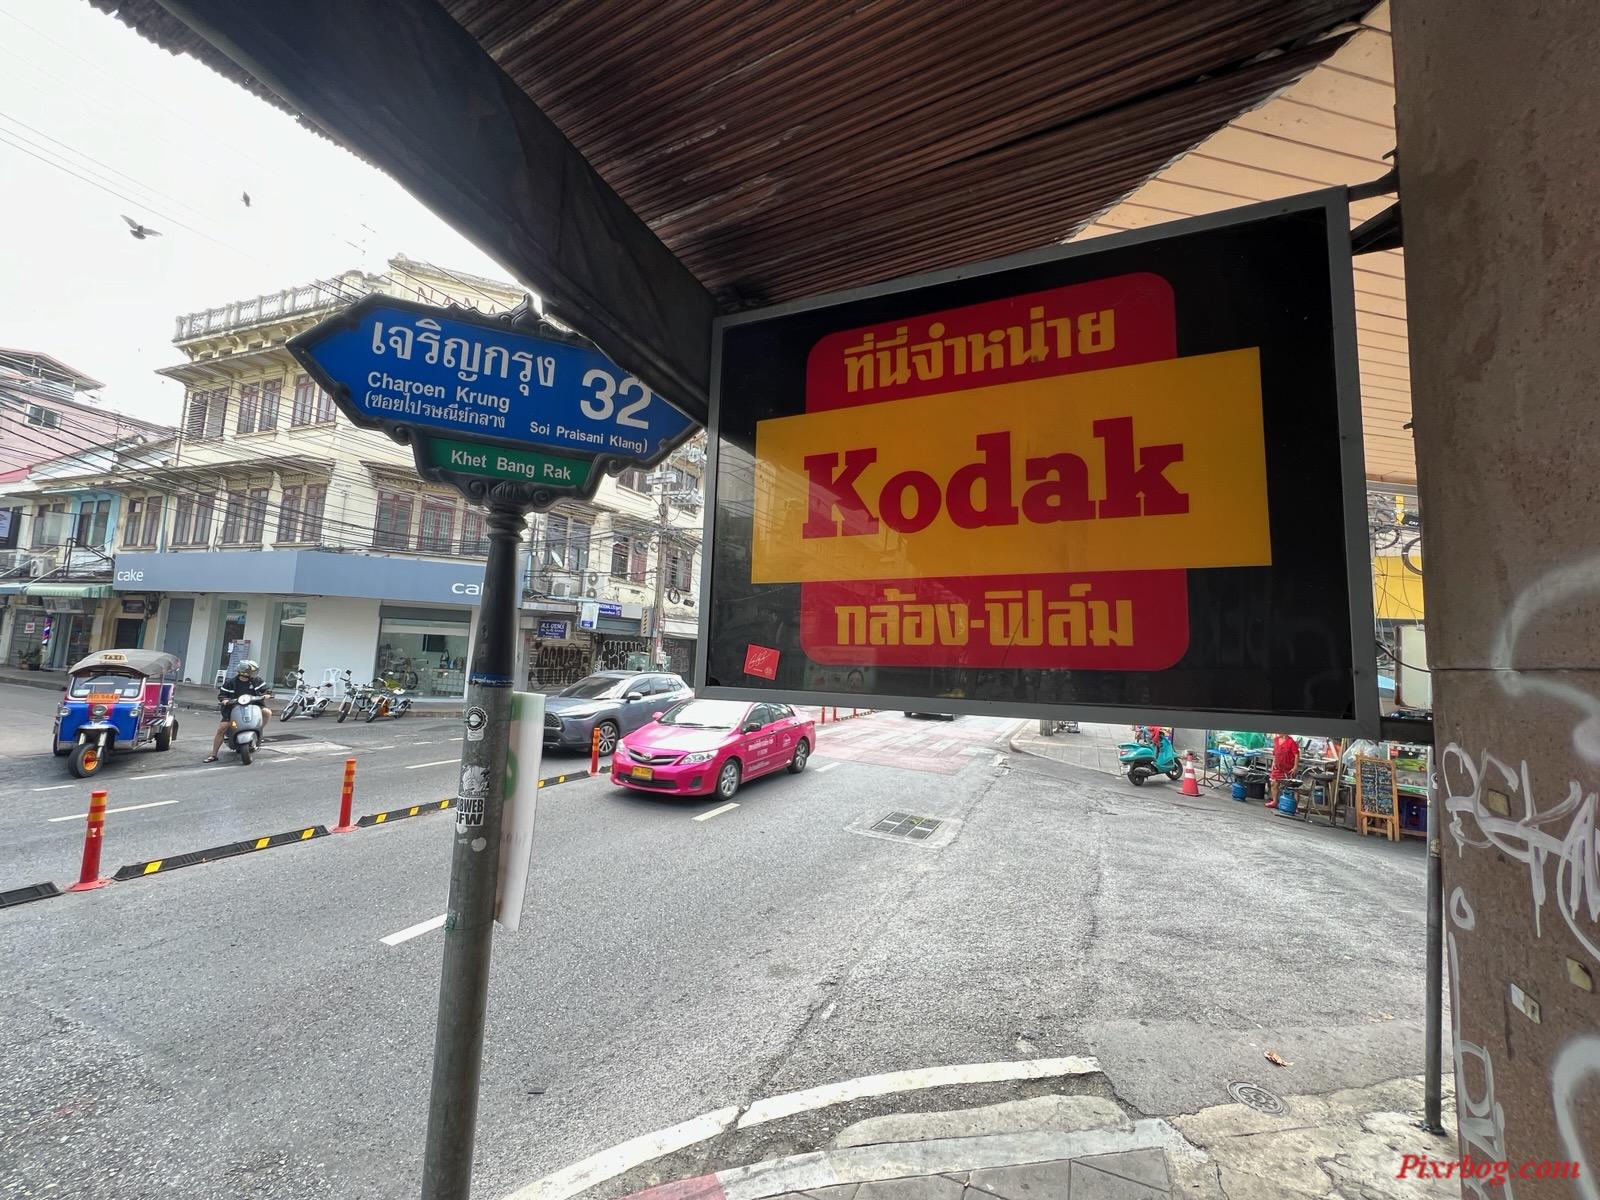 NANA
เจริญกรุง 32
Charoen Krung
(ซอยไปรษณีย์กลาง Soi Praisani Klang)
Khet Bang Rak
ที่นี่จำหน่าย
Kodak
กล้อง-ฟิล์ม
cake
TAXI
Pixrbog.com